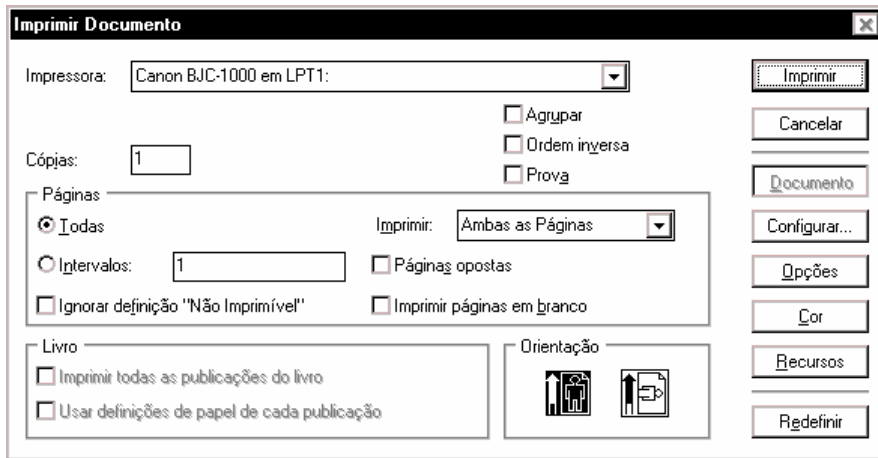 Imprimir Documento
Impressora: Canon BJC-1000 em LPT1: Imprimir
Agrupar
Cancelar
Ordem inversa
Cópias: 1
Prova
Documento
Páginas
Todas Imprimir: Ambas as Páginas Configurar...
Intervalos: 1 Páginas opostas
Opções
Ignorar definição "Não Imprimível" Imprimir páginas em branco
Cor
Livro Orientação
Recursos
Imprimir todas as publicações do livro
Usar definições de papel de cada publicação
Redefinir